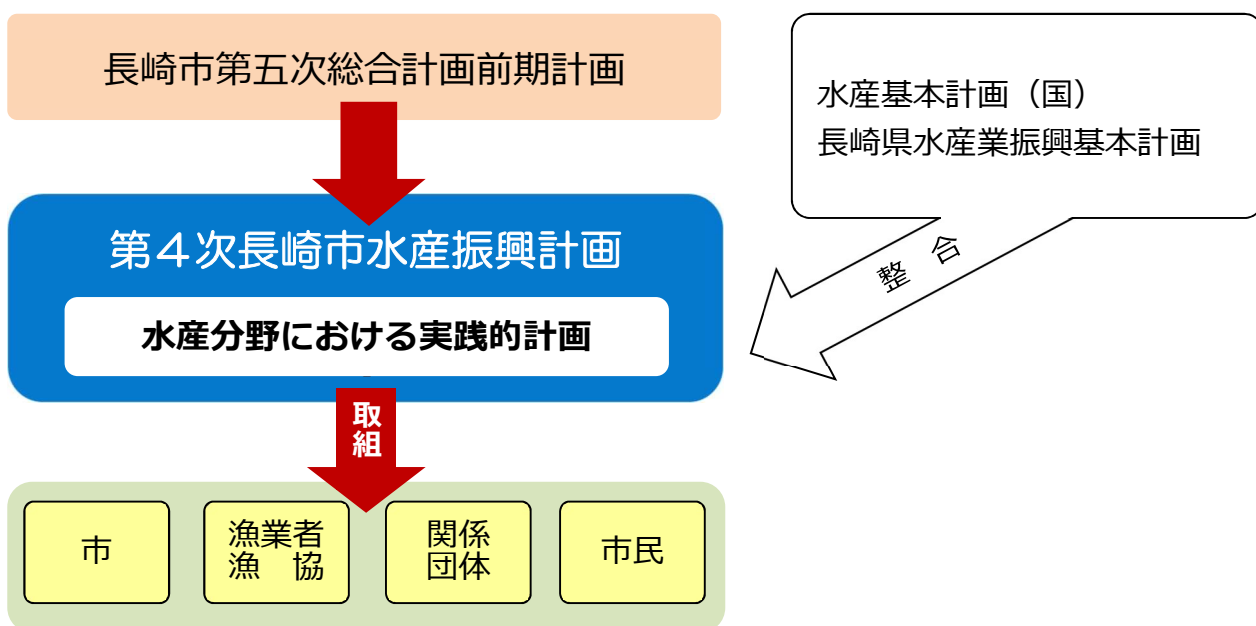 長崎市第五次総合計画前期計画
水産基本計画（国）
長崎県水産業振興基本計画
整　合
第４次長崎市水産振興計画
水産分野における実践的計画
取
組
市
漁業者
漁　協
関係
団体
市民